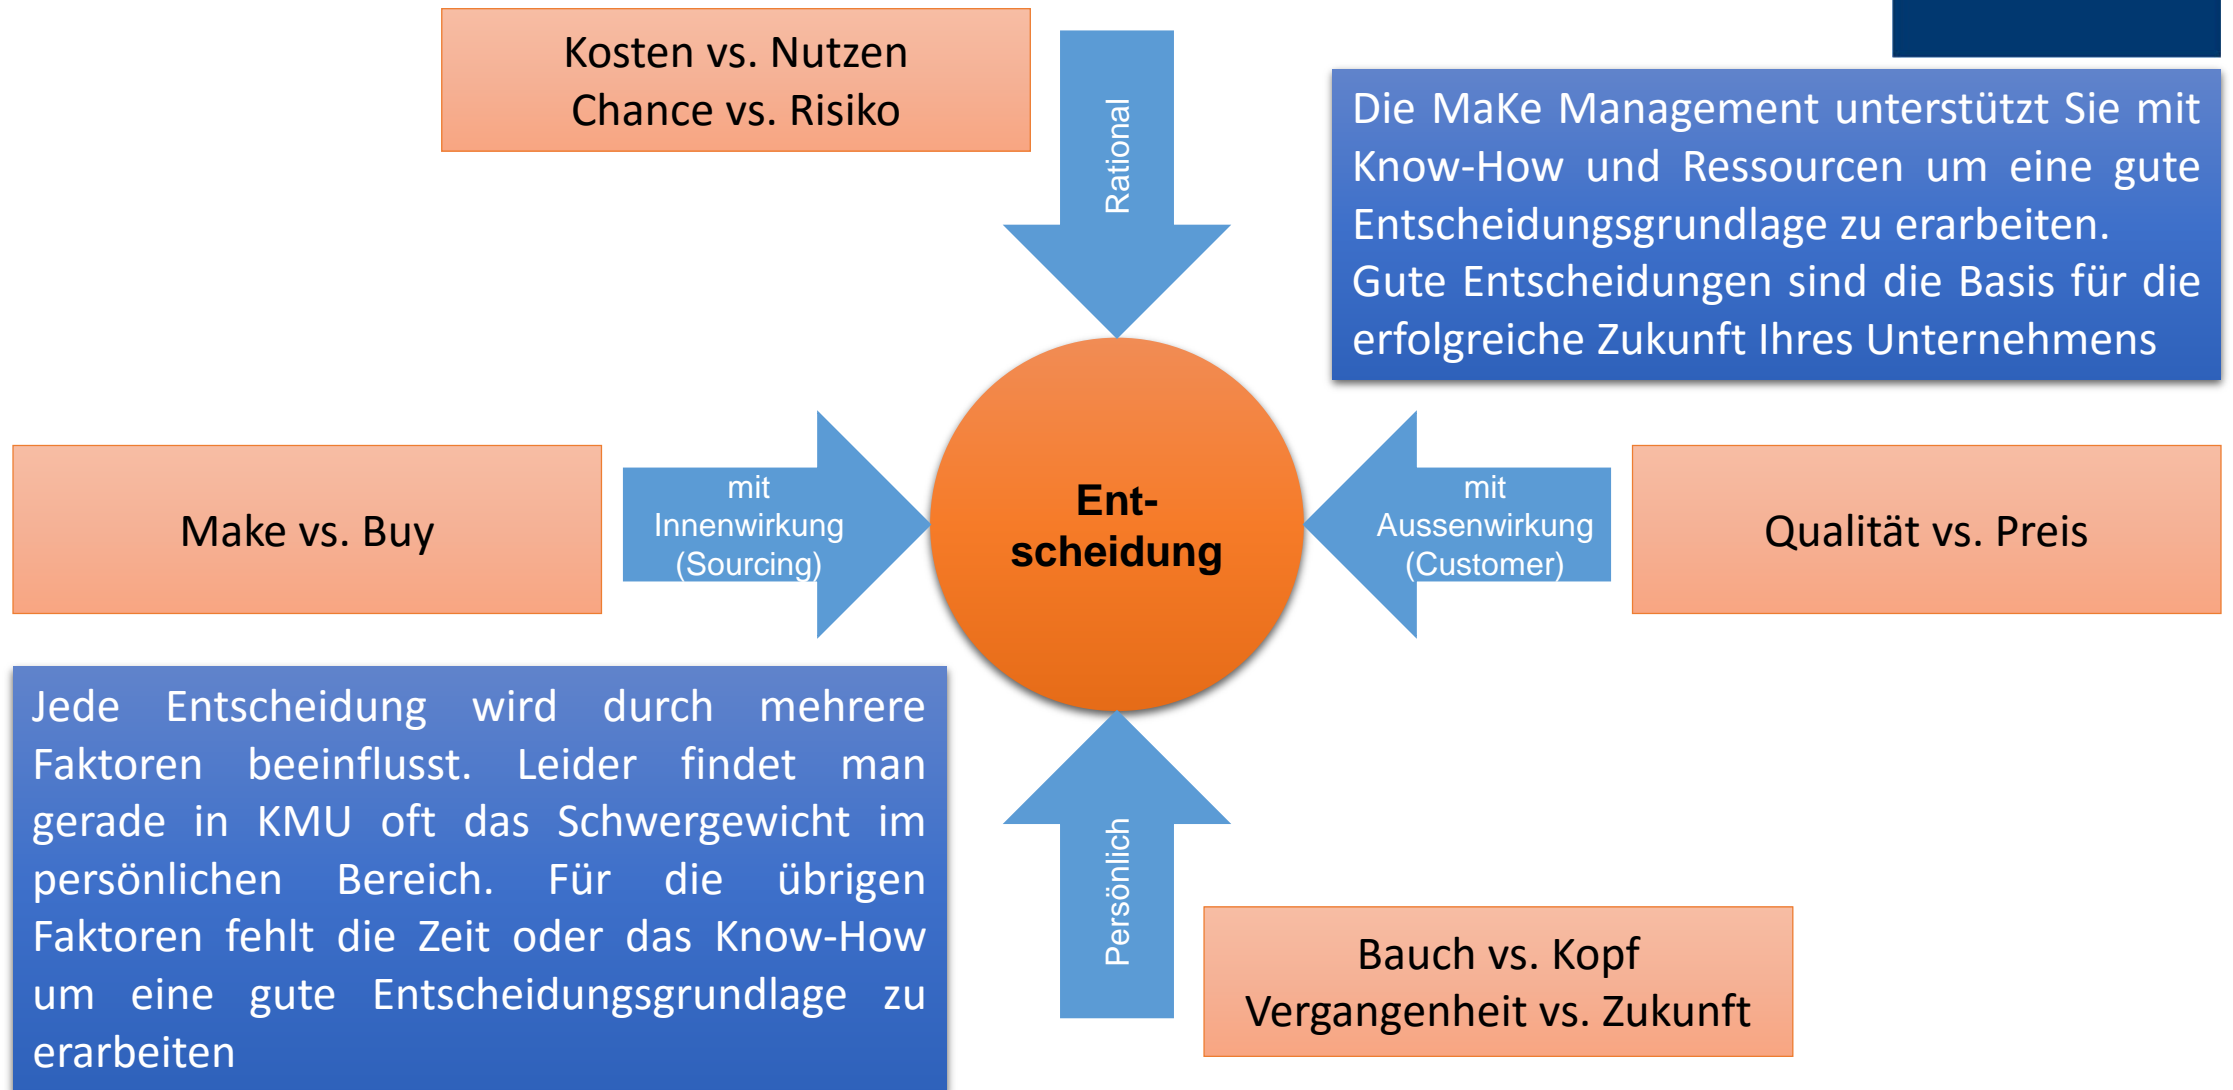 Kosten vs. Nutzen
Chance vs. Risiko
Rational
Die MaKe Management unterstützt Sie mit
Know-How und Ressourcen um eine gute
Entscheidungsgrundlage zu erarbeiten.
Gute Entscheidungen sind die Basis für die
erfolgreiche Zukunft Ihres Unternehmens
Make vs. Buy
mit
Innenwirkung
(Sourcing)
Ent-
scheidung
mit
Aussenwirkung
(Customer)
Qualität vs. Preis
Jede Entscheidung wird durch mehrere
Faktoren beeinflusst. Leider findet man
gerade in KMU oft das Schwergewicht im
persönlichen Bereich. Für die übrigen
Faktoren fehlt die Zeit oder das Know-How
um eine gute Entscheidungsgrundlage zu
erarbeiten
Persönlich
Bauch vs. Kopf
Vergangenheit vs. Zukunft